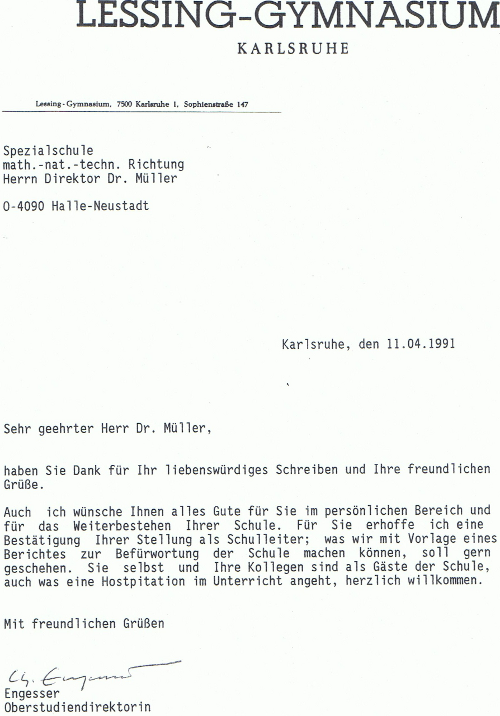 LESSING-GYMNASIUM
KARLSRUHE
Lessing-Gymnasium, 7500 Karlsruhe 1, Sophienstraße 147
Spezialschule
math.-nat.-techn. Richtung
Herrn Direktor Dr. Müller
O-4090 Halle-Neustadt
Karlsruhe, den 11.04.1991
Sehr geehrter Herr Dr. Müller,
haben Sie Dank für Ihr liebenswürdiges Schreiben und Ihre freundlichen
Grüße.
Auch ich wünsche Ihnen alles Gute für Sie im persönlichen Bereich und
für das Weiterbestehen Ihrer Schule. Für Sie erhoffe ich eine
Bestätigung Ihrer Stellung als Schulleiter; was wir mit Vorlage eines
Berichtes zur Befürwortung der Schule machen können, soll gern
geschehen. Sie selbst und Ihre Kollegen sind als Gäste der Schule,
auch was eine Hostpitation im Unterricht angeht, herzlich willkommen.
Mit freundlichen Grüßen
Ch. Engesser
Engesser
Oberstudiendirektorin